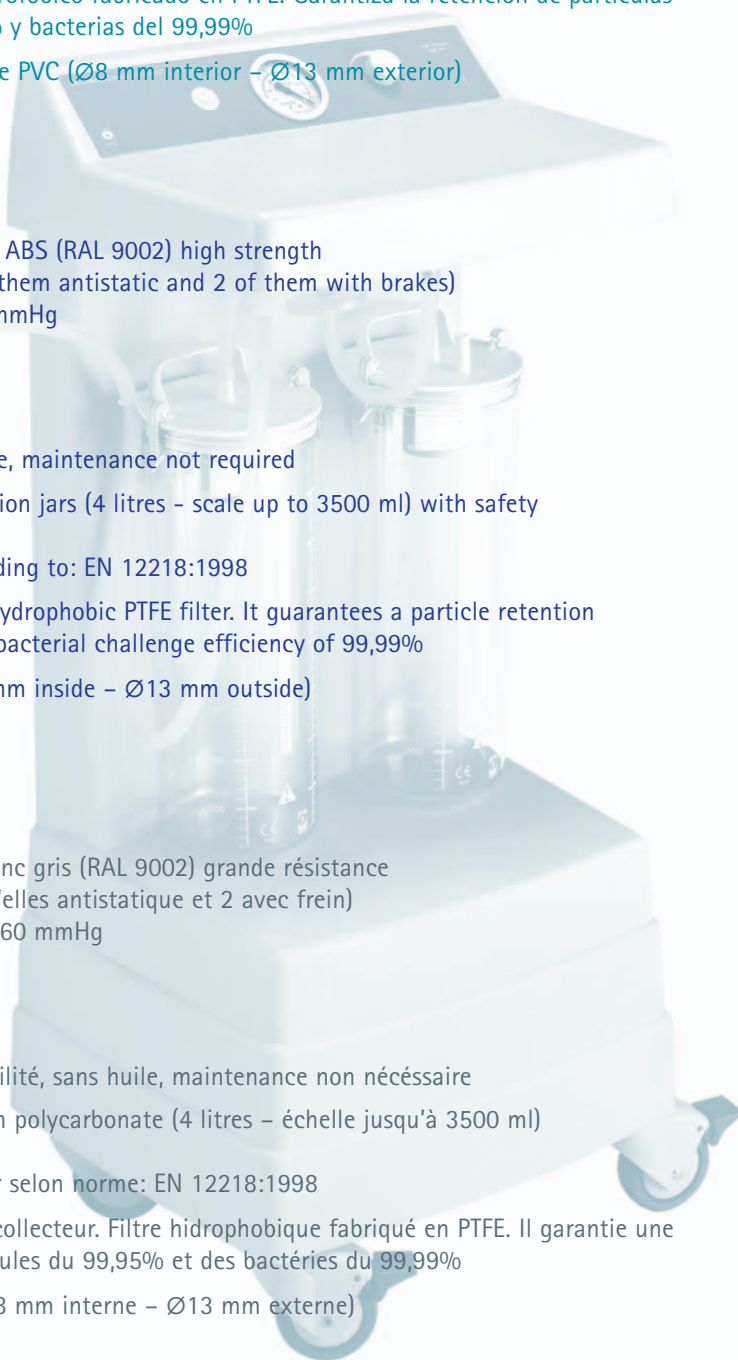 fabricado en PTFE. Garantiza la retención de partículas
y bacterias del 99,99%
e PVC (Ø8 mm interior – Ø13 mm exterior)
ABS (RAL 9002) high strength
them antistatic and 2 of them with brakes)
mmHg
e, maintenance not required
ion jars (4 litres - scale up to 3500 ml) with safety
ding to: EN 12218:1998
ydrophobic PTFE filter. It guarantees a particle retention
bacterial challenge efficiency of 99,99%
mm inside – Ø13 mm outside)
nc gris (RAL 9002) grande résistance
'elles antistatique et 2 avec frein)
60 mmHg
ilité, sans huile, maintenance non nécéssaire
n polycarbonate (4 litres – échelle jusqu'à 3500 ml)
r selon norme: EN 12218:1998
collecteur. Filtre hidrophobique fabriqué en PTFE. Il garantie une
ules du 99,95% et des bactéries du 99,99%
8 mm interne – Ø13 mm externe)